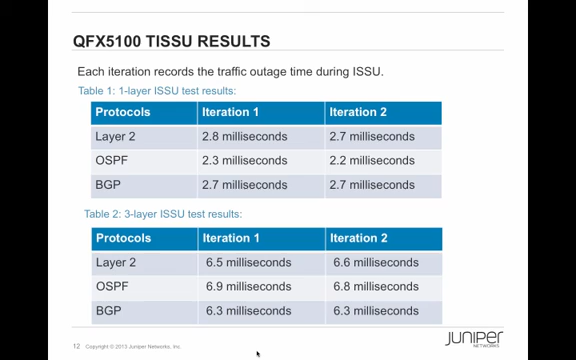 QFX5100 TISSU RESULTS
Each iteration records the traffic outage time during ISSU.
Table 1: 1-layer ISSU test results:
Protocols Iteration 1 Iteration 2
Layer 2 2.8 milliseconds 2.7 milliseconds
OSPF 2.3 milliseconds 2.2 milliseconds
BGP 2.7 milliseconds 2.7 milliseconds
Table 2: 3-layer ISSU test results:
Protocols Iteration 1 Iteration 2
Layer 2 6.5 milliseconds 6.6 milliseconds
OSPF 6.9 milliseconds 6.8 milliseconds
BGP 6.3 milliseconds 6.3 milliseconds
12 Copyright © 2013 Juniper Networks, Inc.
JUNIPER
NETWORKS